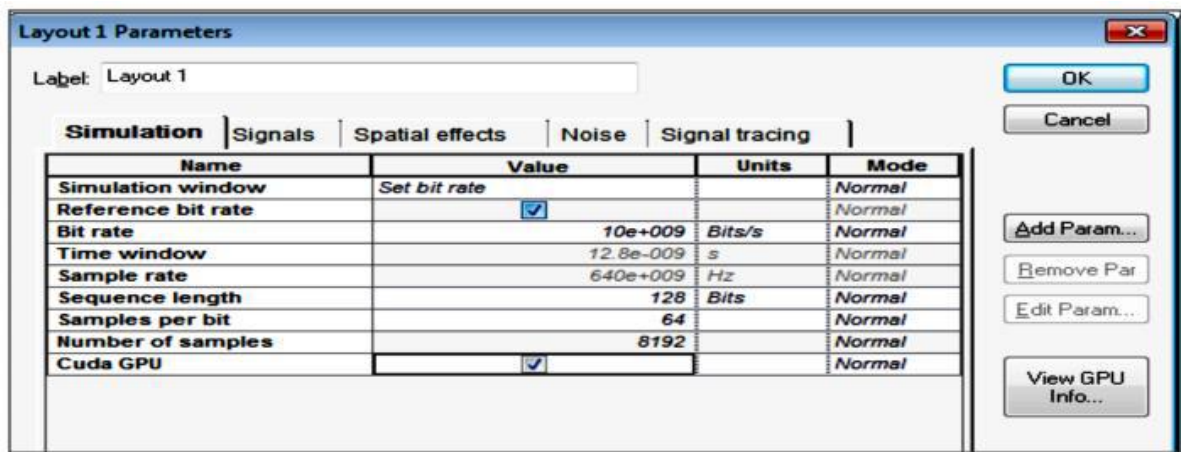 Layout 1 Parameters
Label: Layout 1
OK
Cancel
Simulation Signals Spatial effects Noise Signal tracing
Name Value Units Mode
Simulation window Set bit rate Normal
Reference bit rate Normal
Bit rate 10e+009 Bits/s Normal
Time window 12.8e-009 s Normal
Sample rate 640e+009 Hz Normal
Sequence length 128 Bits Normal
Samples per bit 64 Normal
Number of samples 8192 Normal
Cuda GPU Normal
Add Param...
Remove Par
Edit Param...
View GPU
Info...